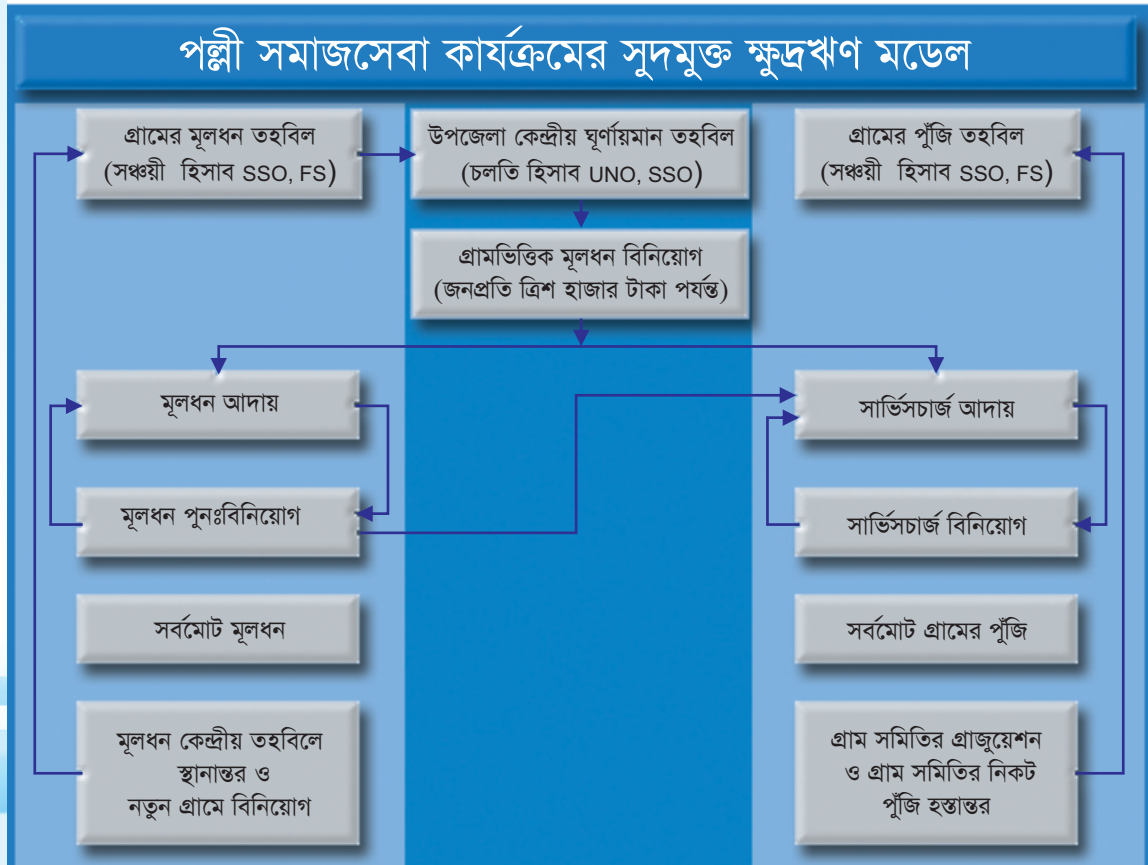 পল্লী সমাজসেবা কার্যক্রমের সুদমুক্ত ক্ষুদ্রঋণ মডেল
গ্রামের মূলধন তহবিল
(সঞ্চয়ী হিসাব SSO, FS)
উপজেলা কেন্দ্রীয় ঘূর্ণায়মান তহবিল
(চলতি হিসাব UNO, SSO)
গ্রামের পুঁজি তহবিল
(সঞ্চয়ী হিসাব SSO, FS)
গ্রামভিত্তিক মূলধন বিনিয়োগ
(জনপ্রতি ত্রিশ হাজার টাকা পর্যন্ত)
মূলধন আদায়
সার্ভিসচার্জ আদায়
মূলধন পুনঃবিনিয়োগ
সার্ভিসচার্জ বিনিয়োগ
সর্বমোট মূলধন
সর্বমোট গ্রামের পুঁজি
মূলধন কেন্দ্রীয় তহবিলে
স্থানান্তর ও
নতুন গ্রামে বিনিয়োগ
গ্রাম সমিতির গ্রাজুয়েশন
ও গ্রাম সমিতির নিকট
পুঁজি হস্তান্তর